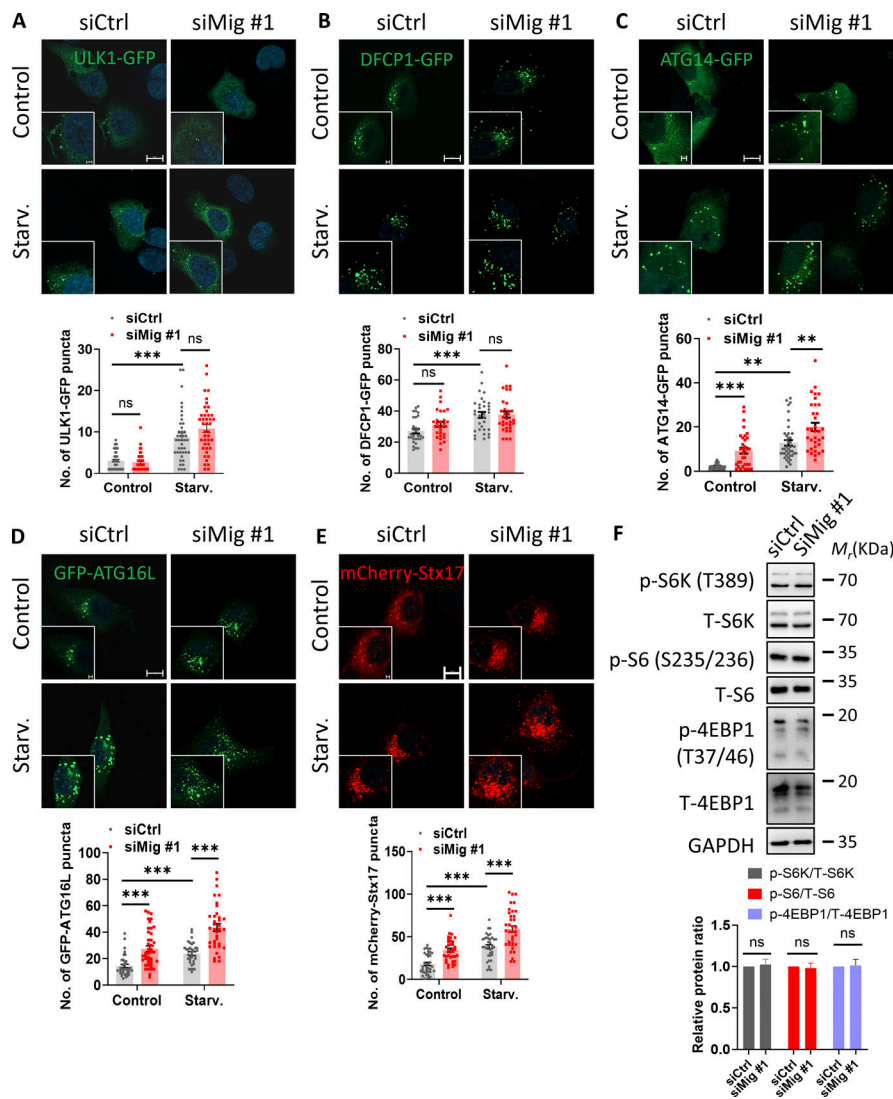 A
siCtrl siMig #1
ULK1-GFP
Control
Starv.
siCtrl
siMig #1
No. of ULK1-GFP puncta
30
20
10
0
ns
***
ns
Control Starv.
B
siCtrl siMig #1
DFCP1-GFP
Control
Starv.
siCtrl
siMig #1
No. of DFCP1-GFP puncta
80
60
40
20
0
ns
***
ns
Control Starv.
C
siCtrl siMig #1
ATG14-GFP
Control
Starv.
siCtrl
siMig #1
No. of ATG14-GFP puncta
60
40
20
0
***
**
**
Control Starv.
D
siCtrl siMig #1
GFP-ATG16L
Control
Starv.
siCtrl
siMig #1
No. of GFP-ATG16L puncta
100
80
60
40
20
0
***
***
***
Control Starv.
E
siCtrl siMig #1
mCherry-Stx17
Control
Starv.
siCtrl
siMig #1
No. of mCherry-Stx17 puncta
150
100
50
0
***
***
***
Control Starv.
F
siCtrl SiMig #1 Mr(KDa)
p-S6K (T389) 70
T-S6K 70
p-S6 (S235/236) 35
T-S6 35
p-4EBP1 20
(T37/46)
T-4EBP1 20
GAPDH 35
p-S6K/T-S6K
p-S6/T-S6
p-4EBP1/T-4EBP1
Relative protein ratio
1.5
1.0
0.5
0.0
ns ns ns
siCtrl siMig #1 siCtrl siMig #1 siCtrl siMig #1